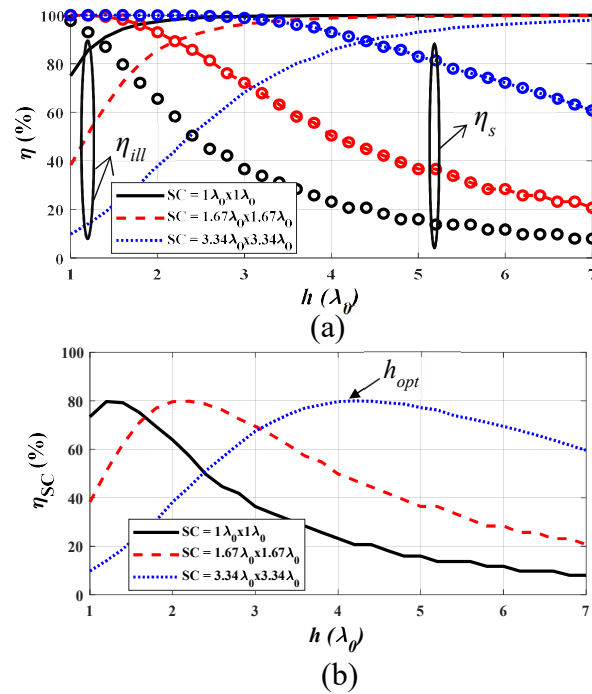 η (%)
100
80
60
40
20
0
η_ill
η_s
SC = 1λ₀x1λ₀
SC = 1.67λ₀x1.67λ₀
SC = 3.34λ₀x3.34λ₀
1 2 3 4 5 6 7
h (λ₀)
(a)
η_SC (%)
100
80
60
40
20
0
h_opt
SC = 1λ₀x1λ₀
SC = 1.67λ₀x1.67λ₀
SC = 3.34λ₀x3.34λ₀
1 2 3 4 5 6 7
h (λ₀)
(b)